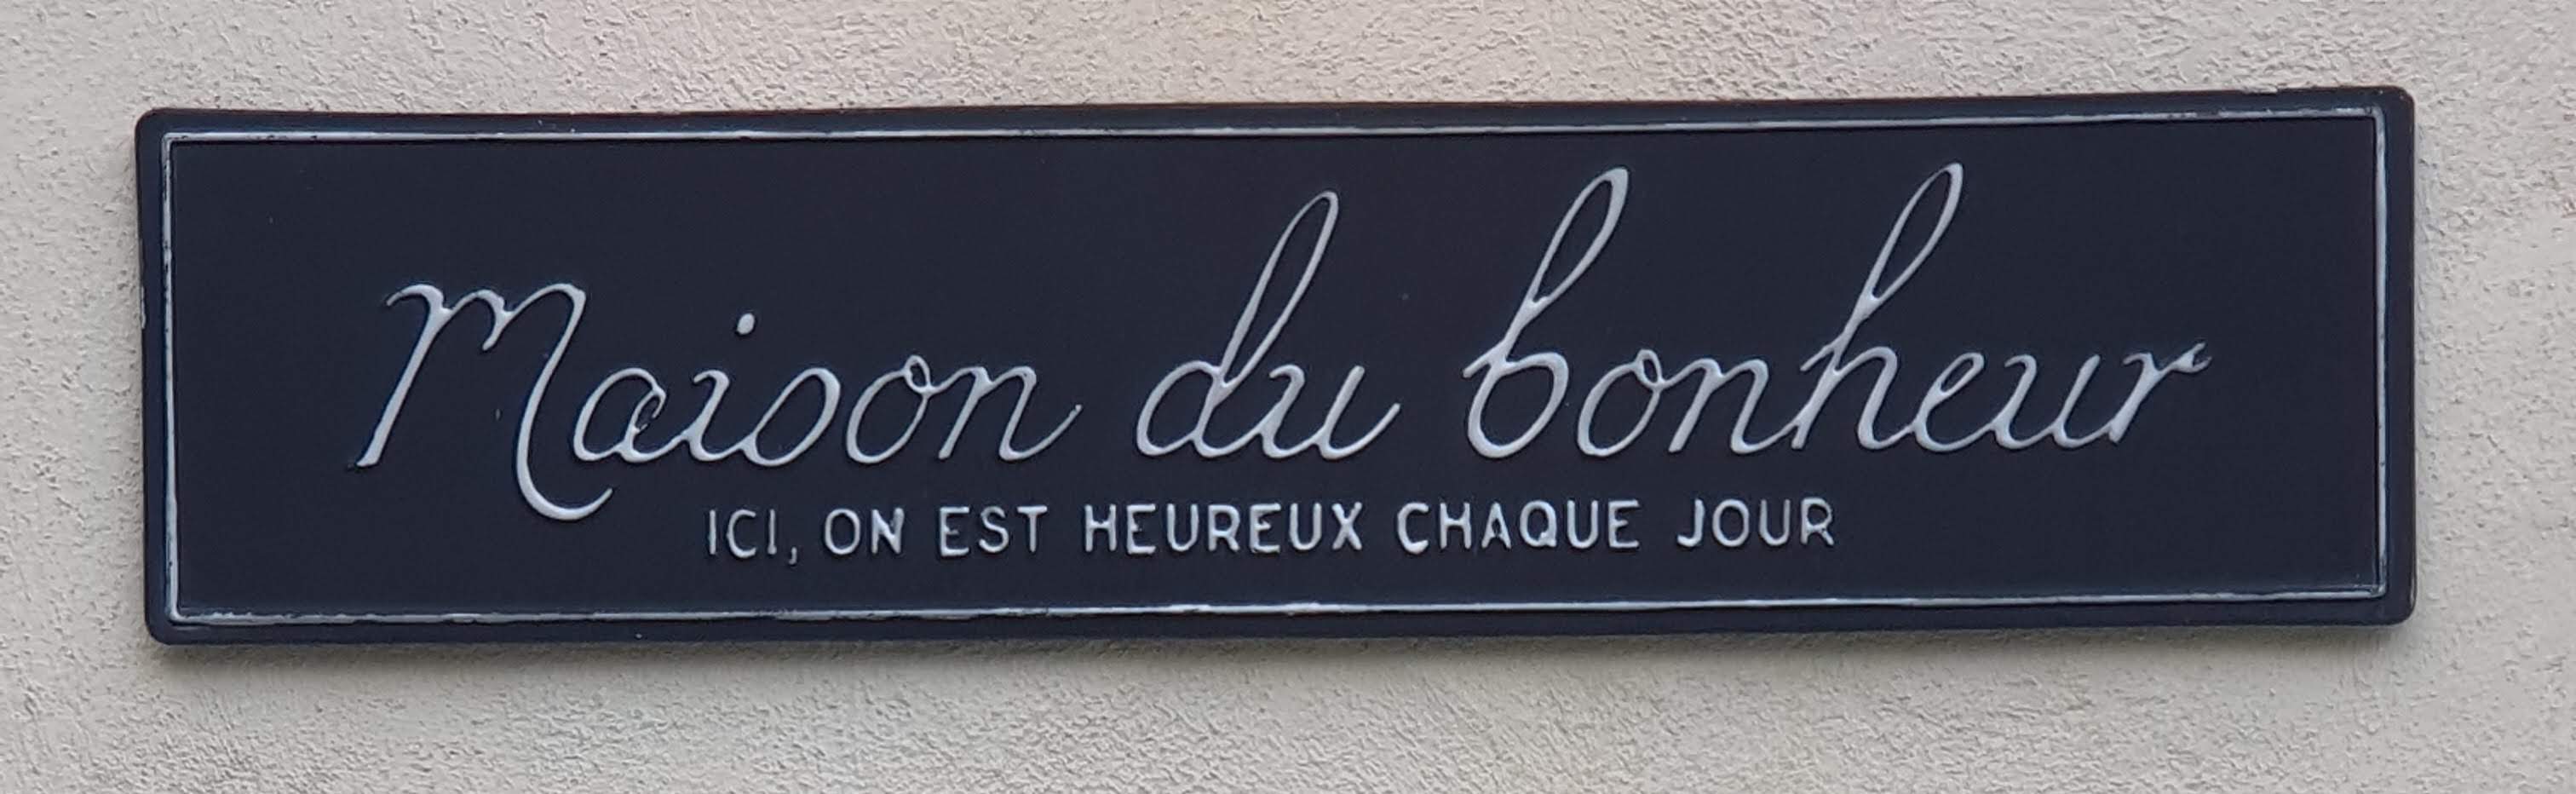 Maison du bonheur
ICI, ON EST HEUREUX CHAQUE JOUR